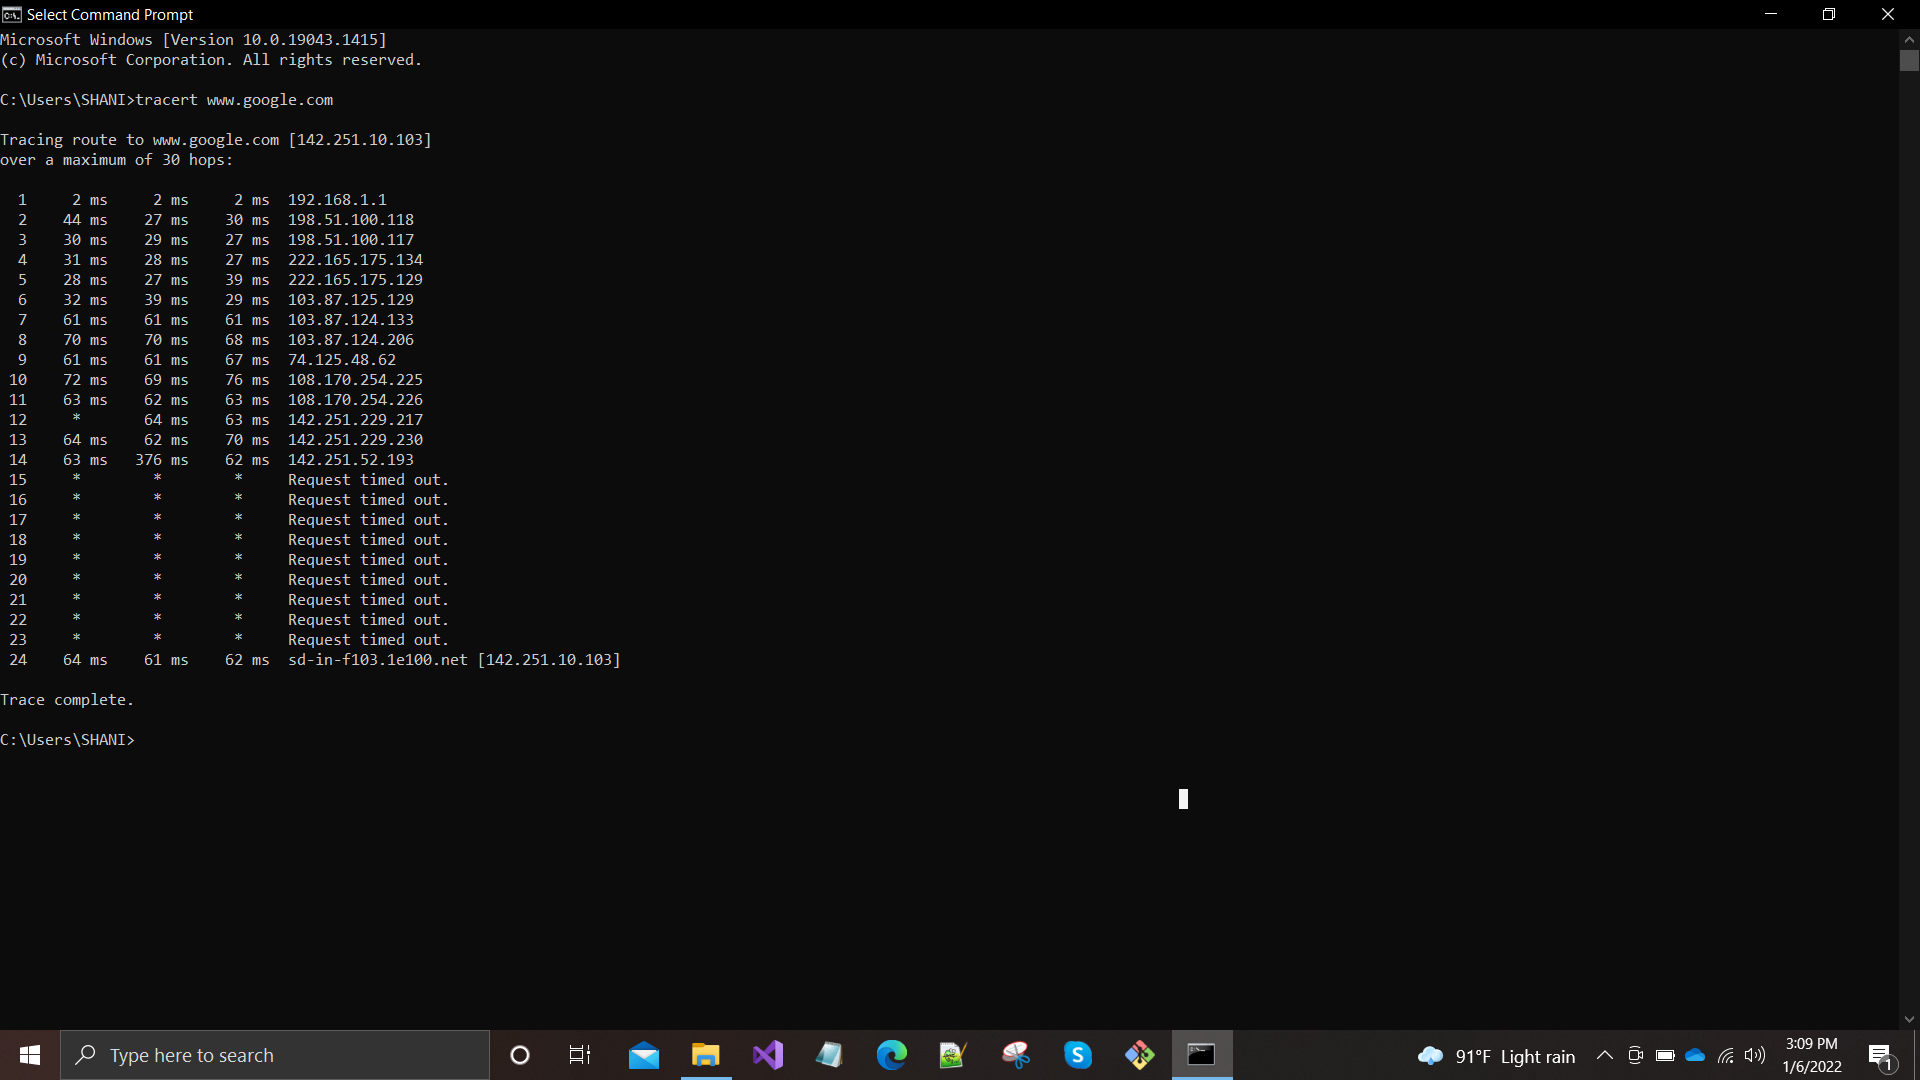 Select Command Prompt
Microsoft Windows [Version 10.0.19043.1415]
(c) Microsoft Corporation. All rights reserved.
C:\Users\SHANI>tracert www.google.com
Tracing route to www.google.com [142.251.10.103]
over a maximum of 30 hops:
1 2 ms 2 ms 2 ms 192.168.1.1
2 44 ms 27 ms 30 ms 198.51.100.118
3 30 ms 29 ms 27 ms 198.51.100.117
4 31 ms 28 ms 27 ms 222.165.175.134
5 28 ms 27 ms 39 ms 222.165.175.129
6 32 ms 39 ms 29 ms 103.87.125.129
7 61 ms 61 ms 61 ms 103.87.124.133
8 70 ms 70 ms 68 ms 103.87.124.206
9 61 ms 61 ms 67 ms 74.125.48.62
10 72 ms 69 ms 76 ms 108.170.254.225
11 63 ms 62 ms 63 ms 108.170.254.226
12 * 64 ms 63 ms 142.251.229.217
13 64 ms 62 ms 70 ms 142.251.229.230
14 63 ms 376 ms 62 ms 142.251.52.193
15 * * * Request timed out.
16 * * * Request timed out.
17 * * * Request timed out.
18 * * * Request timed out.
19 * * * Request timed out.
20 * * * Request timed out.
21 * * * Request timed out.
22 * * * Request timed out.
23 * * * Request timed out.
24 64 ms 61 ms 62 ms sd-in-f103.1e100.net [142.251.10.103]
Trace complete.
C:\Users\SHANI>
Type here to search
91°F Light rain
3:09 PM
1/6/2022
1